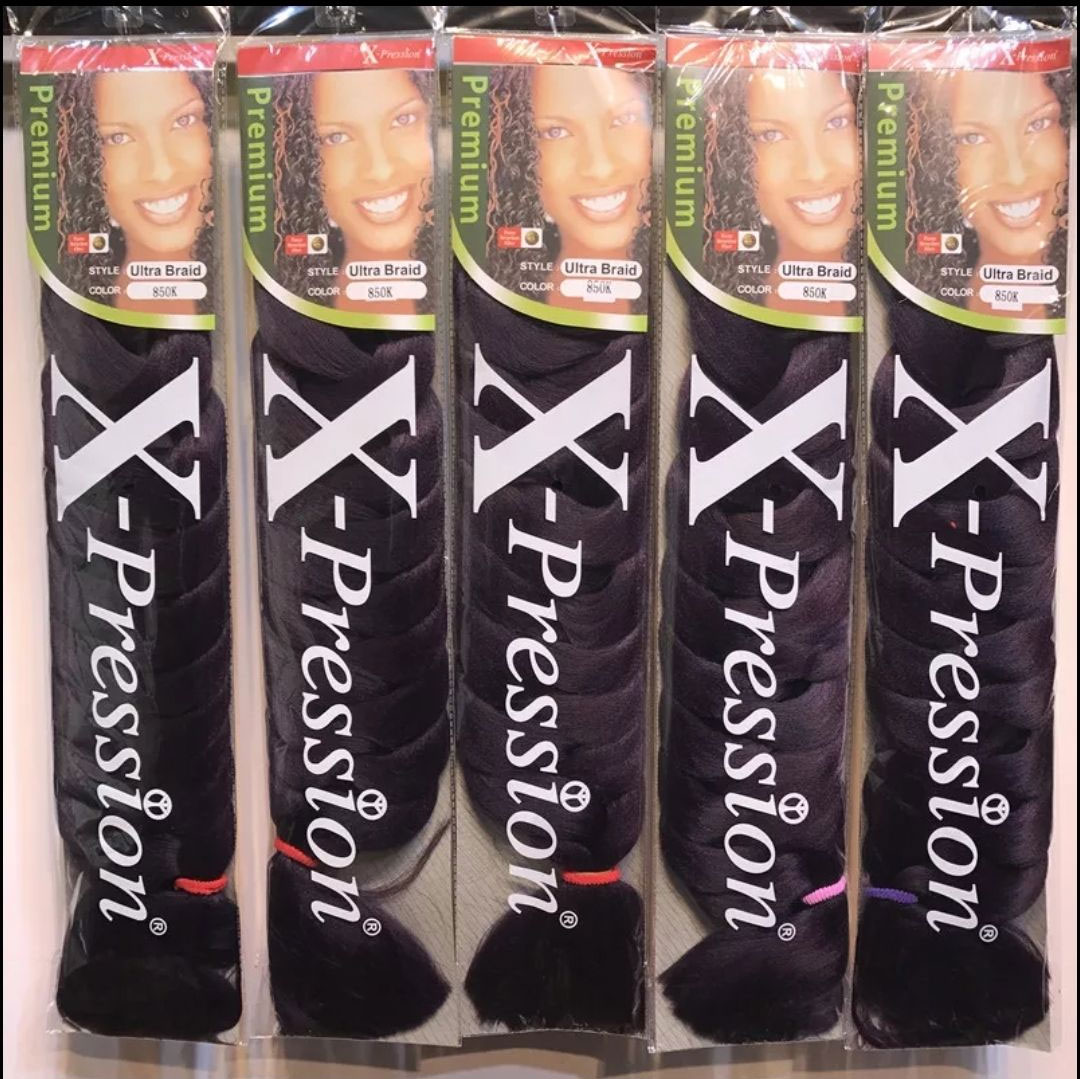 X-Pression
Premium
STYLE : Ultra Braid
COLOR : 850K
X-Pression®
X-Pression
Premium
STYLE : Ultra Braid
COLOR : 850K
X-Pression®
X-Pression
Premium
STYLE : Ultra Braid
COLOR : 850K
X-Pression®
X-Pression
Premium
STYLE : Ultra Braid
COLOR : 850K
X-Pression®
X-Pression
Premium
STYLE : Ultra Braid
COLOR : 850K
X-Pression®